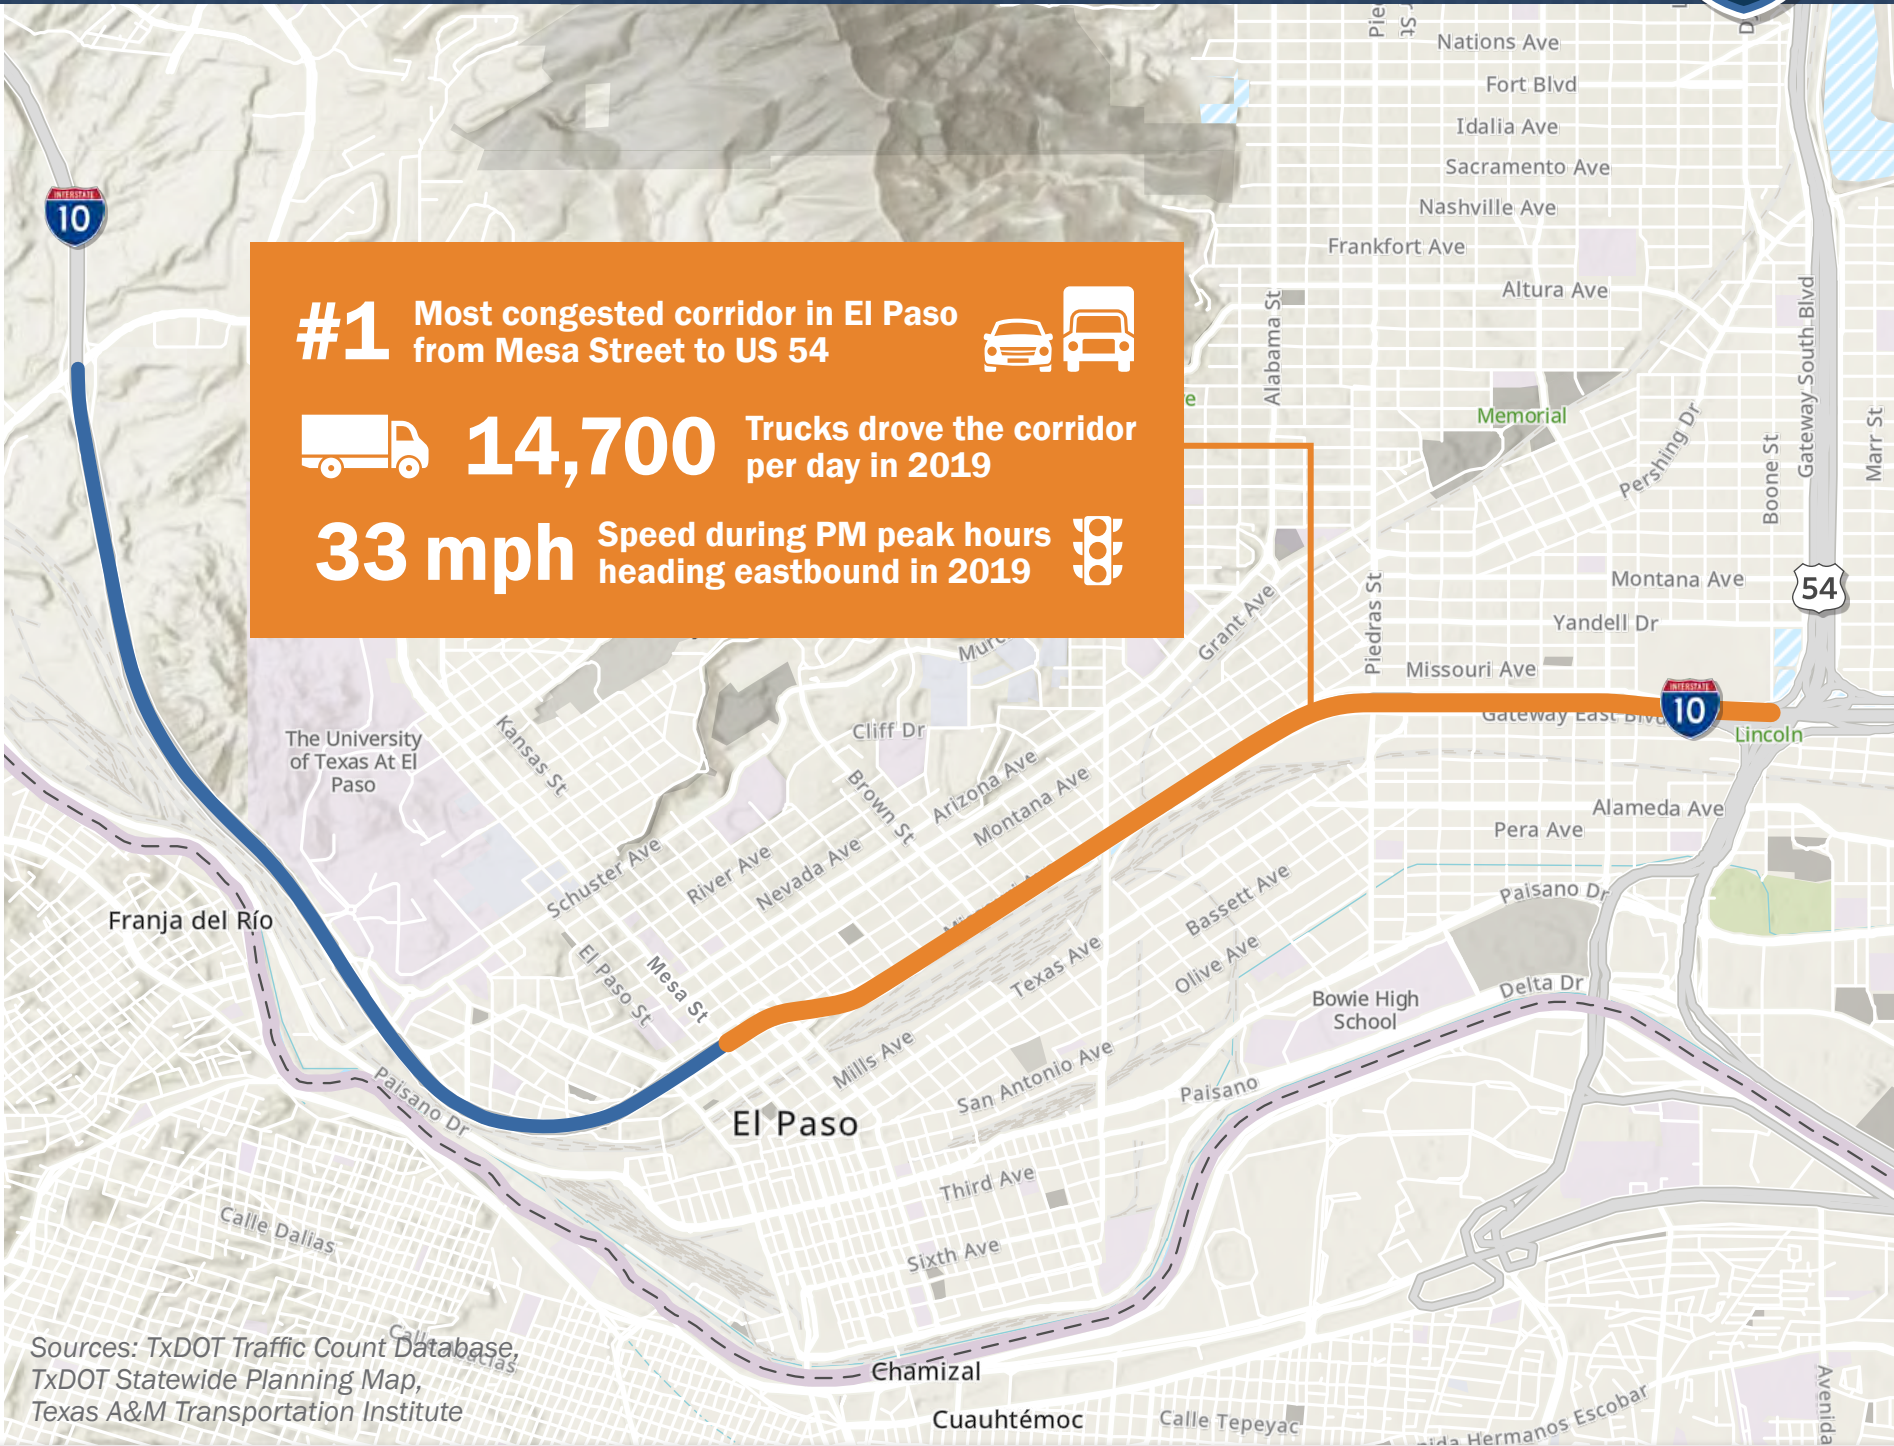 Nations Ave
Fort Blvd
Idalia Ave
Sacramento Ave
Nashville Ave
Frankfort Ave
Altura Ave
INTERSTATE
10
#1 Most congested corridor in El Paso
from Mesa Street to US 54
14,700 Trucks drove the corridor
per day in 2019
33 mph Speed during PM peak hours
heading eastbound in 2019
Alabama St
Memorial
Pershing Dr
Boone St
Gateway South Blvd
Marr St
Montana Ave
54
Yandell Dr
Piedras St
Missouri Ave
Grant Ave
INTERSTATE
10
Gateway East Blvd
Lincoln
The University
of Texas At El
Paso
Kansas St
Cliff Dr
Brown St
Arizona Ave
Montana Ave
Alameda Ave
Pera Ave
Schuster Ave
River Ave
Nevada Ave
Bassett Ave
Paisano Dr
Franja del Río
El Paso St
Mesa St
Texas Ave
Olive Ave
Bowie High
School
Delta Dr
Mills Ave
San Antonio Ave
Paisano
Paisano Dr
El Paso
Third Ave
Calle Dalias
Sixth Ave
Sources: TxDOT Traffic Count Database,
TxDOT Statewide Planning Map,
Texas A&M Transportation Institute
Chamizal
Cuauhtémoc
Calle Tepeyac
Hermanos Escobar
Avenida